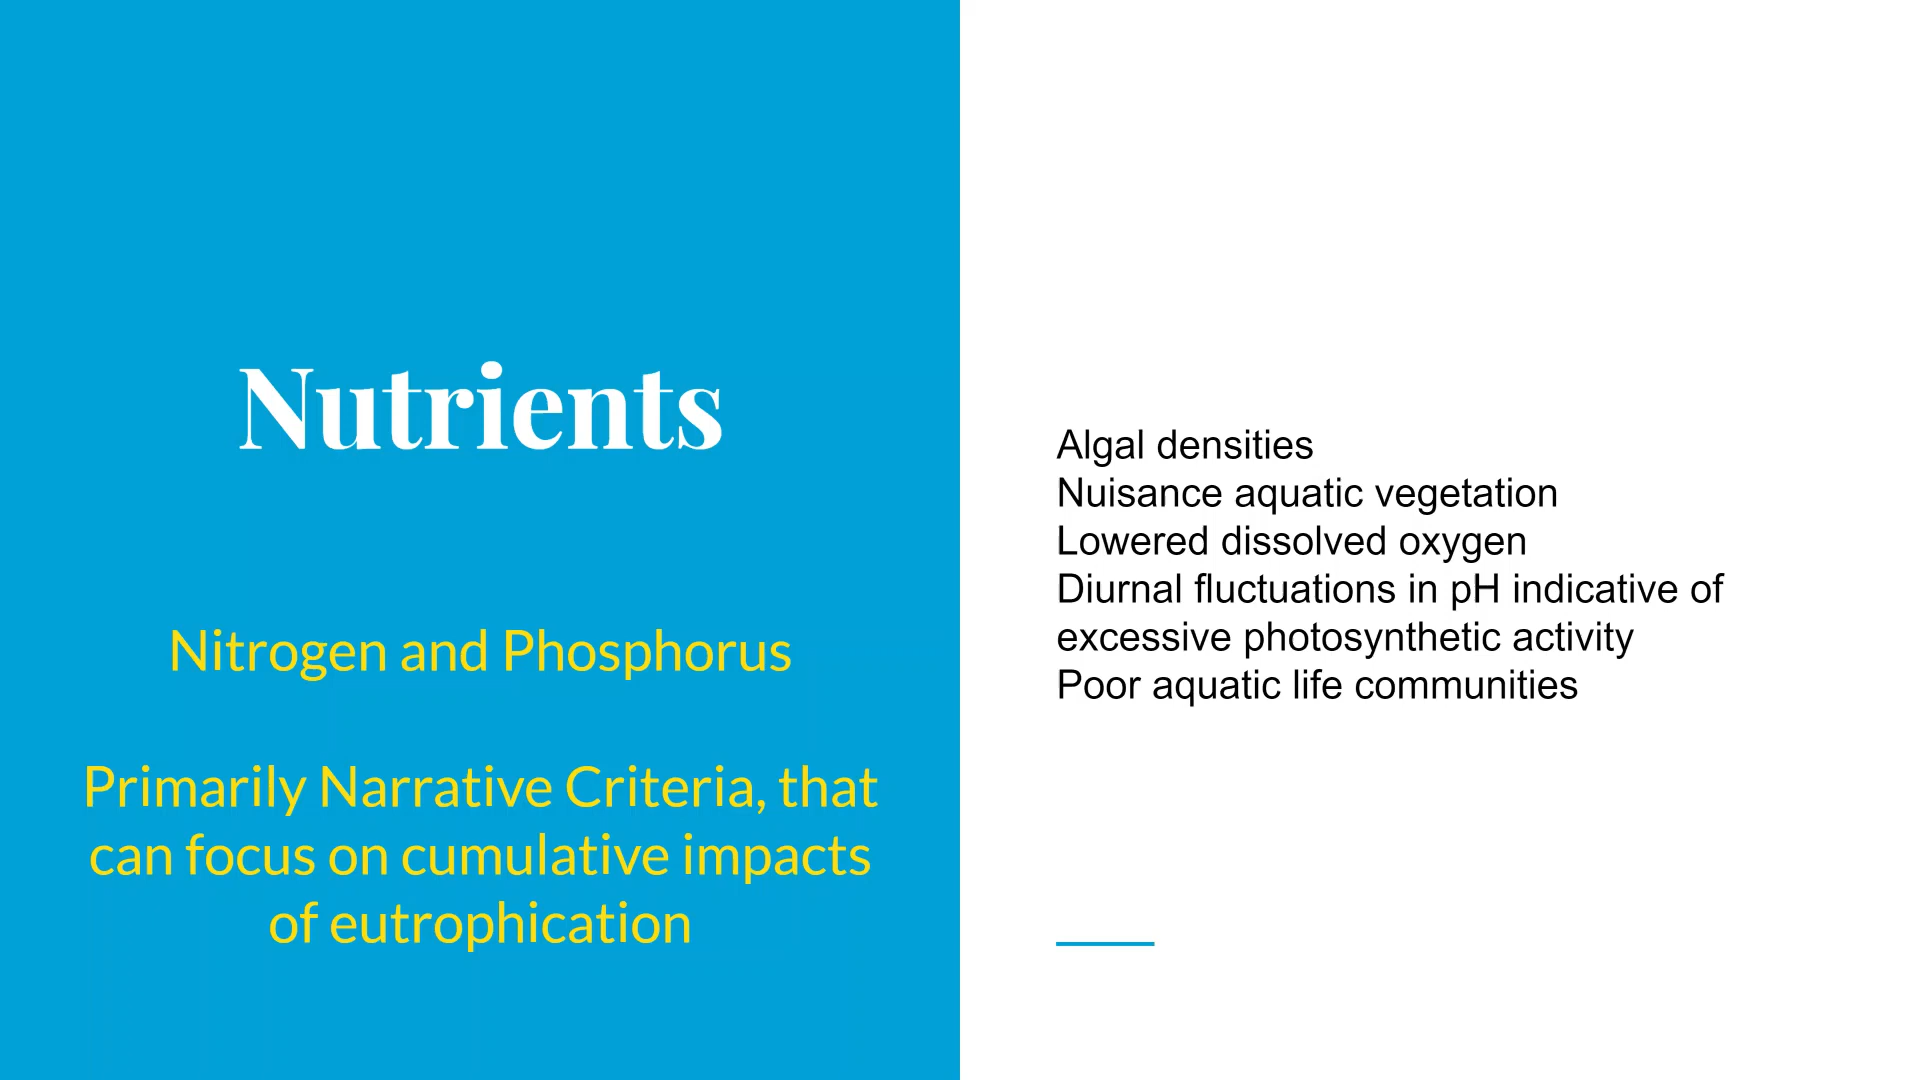 Nutrients
Nitrogen and Phosphorus
Primarily Narrative Criteria, that
can focus on cumulative impacts
of eutrophication
Algal densities
Nuisance aquatic vegetation
Lowered dissolved oxygen
Diurnal fluctuations in pH indicative of
excessive photosynthetic activity
Poor aquatic life communities